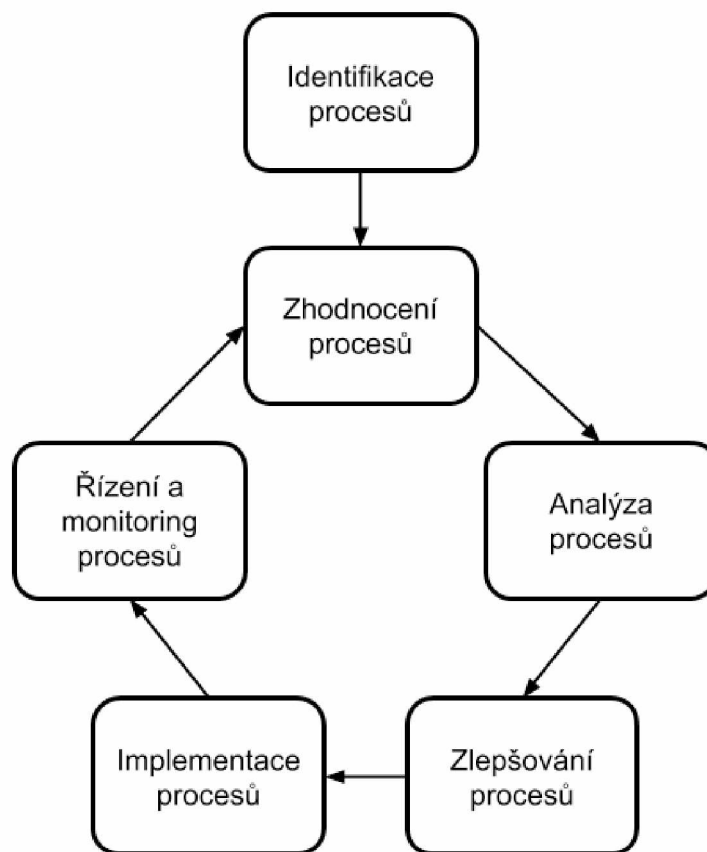 Identifikace
procesů
Zhodnocení
procesů
Řízení a
monitoring
procesů
Analýza
procesů
Implementace
procesů
Zlepšování
procesů